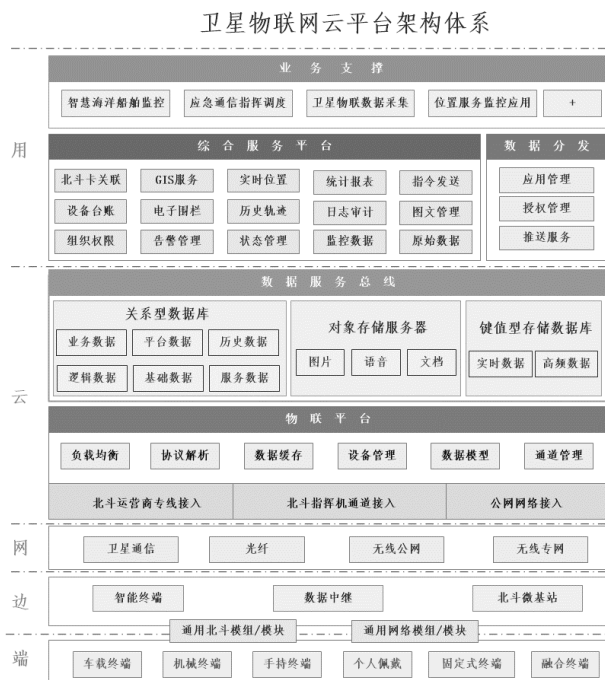 卫星物联网云平台架构体系
业务支撑
智慧海洋船舶监控 应急通信指挥调度 卫星物联数据采集 位置服务监控应用 +
用
综合服务平台 数据分发
北斗卡关联 GIS服务 实时位置 统计报表 指令发送 应用管理
设备台账 电子围栏 历史轨迹 日志审计 图文管理 授权管理
组织权限 告警管理 状态管理 监控数据 原始数据 推送服务
数据服务总线
关系型数据库 对象存储服务器 键值型存储数据库
业务数据 平台数据 历史数据 图片 语音 文档 实时数据 高频数据
逻辑数据 基础数据 服务数据
云
物联平台
负载均衡 协议解析 数据缓存 设备管理 数据模型 通道管理
北斗运营商专线接入 北斗指挥机通道接入 公网网络接入
网 卫星通信 光纤 无线公网 无线专网
边 智能终端 数据中继 北斗微基站
通用北斗模组/模块 通用网络模组/模块
端 车载终端 机械终端 手持终端 个人佩戴 固定式终端 融合终端